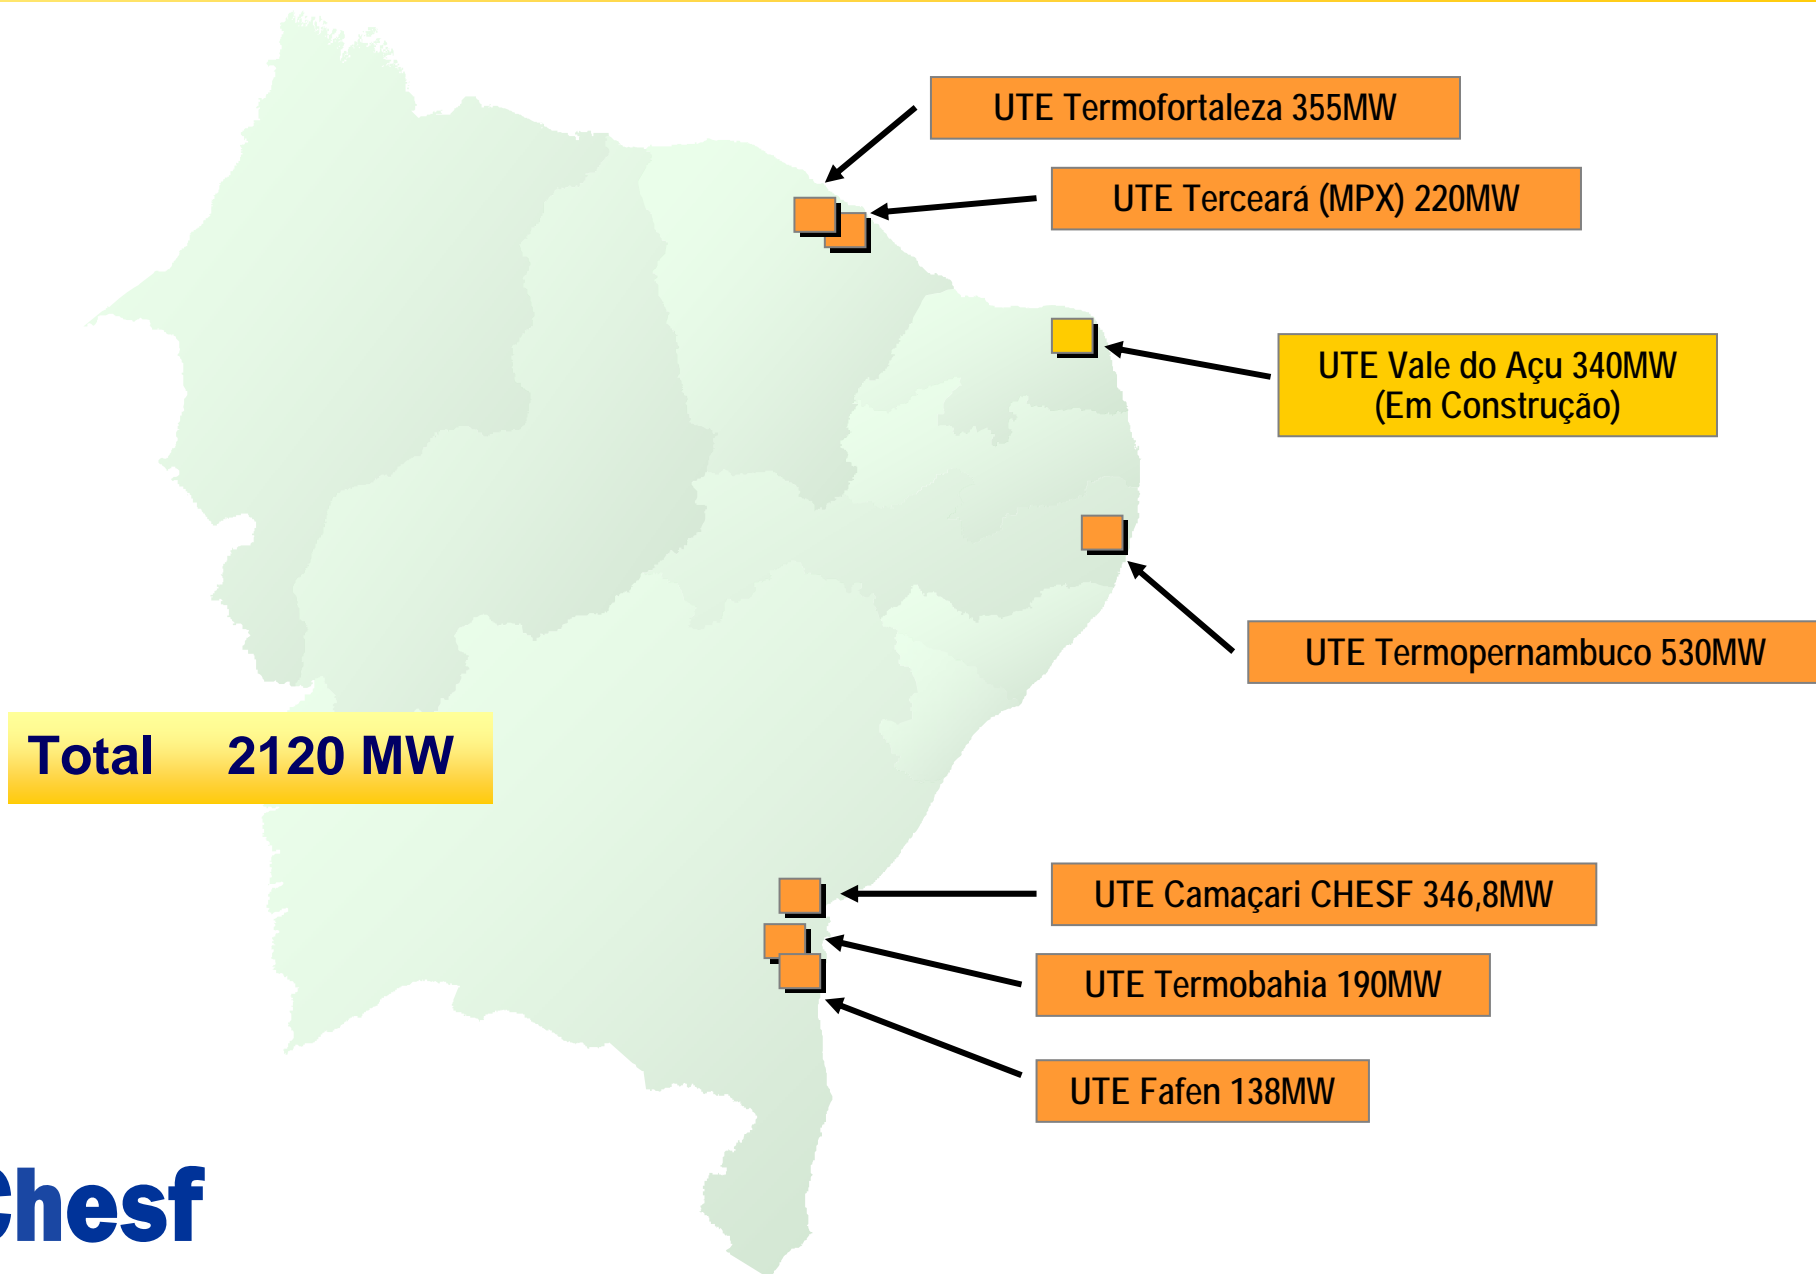 UTE Termofortaleza 355MW
UTE Terceará (MPX) 220MW
UTE Vale do Açu 340MW
(Em Construção)
UTE Termopernambuco 530MW
Total 2120 MW
UTE Camaçari CHESF 346,8MW
UTE Termobahia 190MW
UTE Fafen 138MW
Chesf